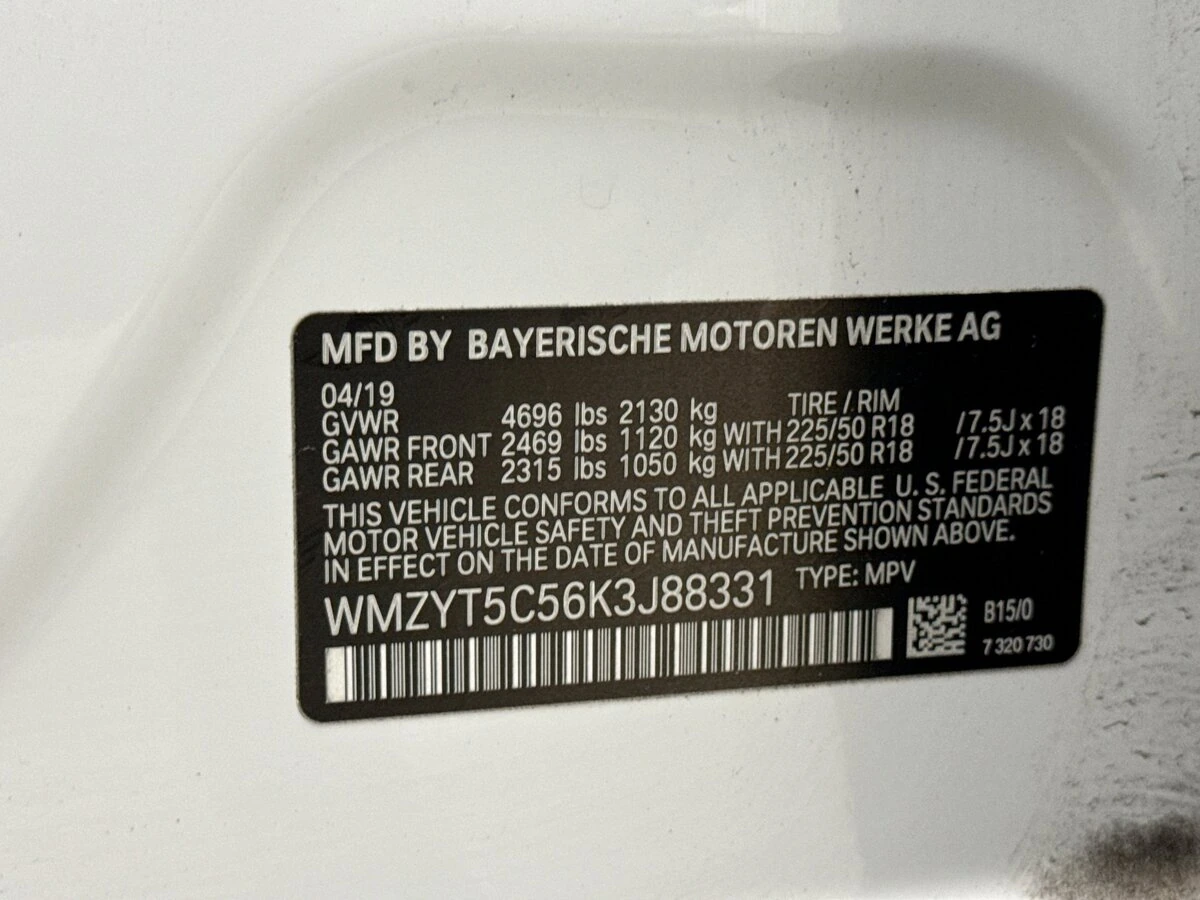 MFD BY BAYERISCHE MOTOREN WERKE AG
04/19 TIRE / RIM
GVWR 4696 lbs 2130 kg
GAWR FRONT 2469 lbs 1120 kg WITH 225/50 R18 /7.5J x 18
GAWR REAR 2315 lbs 1050 kg WITH 225/50 R18 /7.5J x 18
THIS VEHICLE CONFORMS TO ALL APPLICABLE U. S. FEDERAL
MOTOR VEHICLE SAFETY AND THEFT PREVENTION STANDARDS
IN EFFECT ON THE DATE OF MANUFACTURE SHOWN ABOVE.
WMZYT5C56K3J88331 TYPE: MPV
B15/0
7 320 730